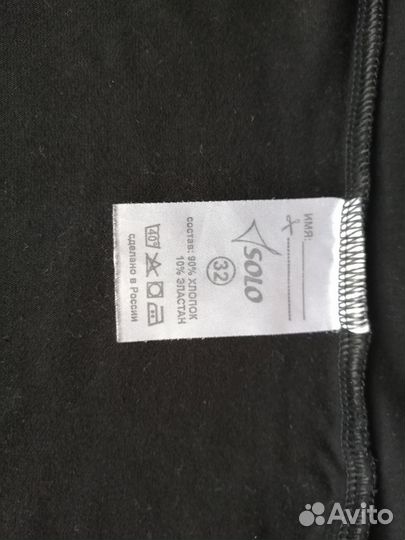 ИМЯ:
SOLO
32
состав: 90% ХЛОПОК
10% ЭЛАСТАН
40°
сделано в России
Avito